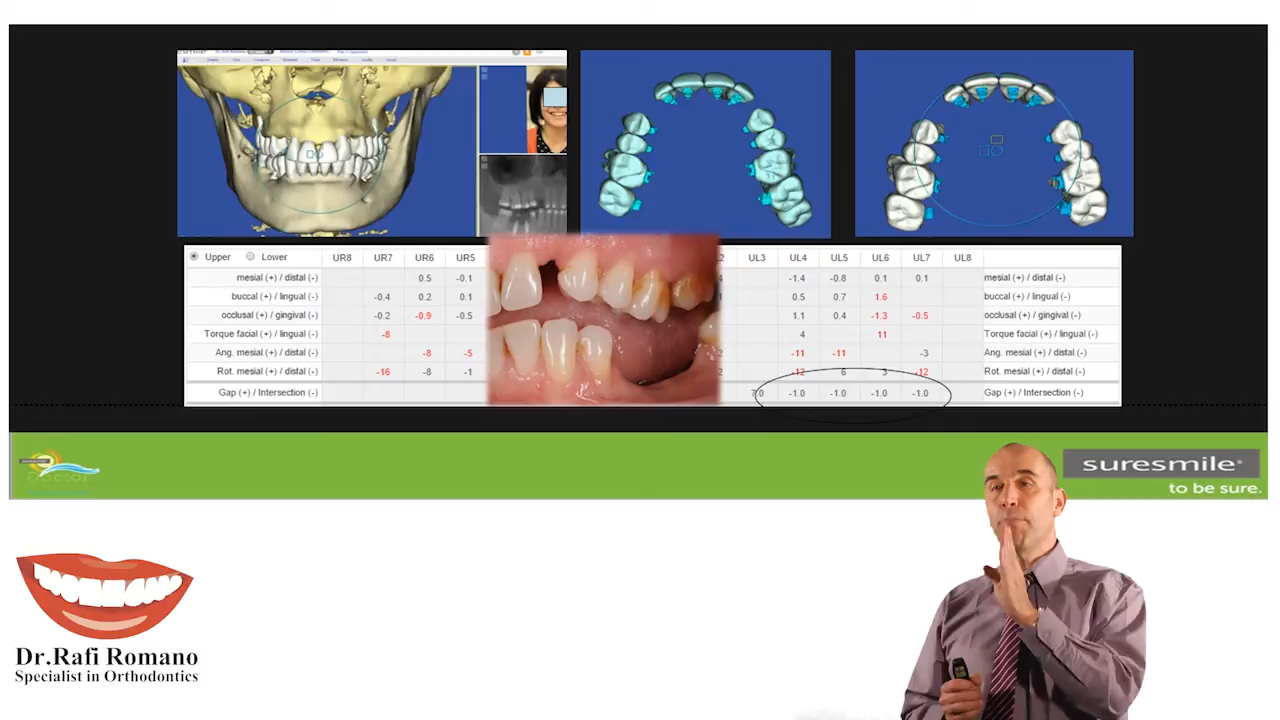 Upper Lower UR8 UR7 UR6 UR5 UL3 UL4 UL5 UL6 UL7 UL8
mesial (+) / distal (-) 0.5 -0.1 -1.4 -0.8 0.1 0.1 mesial (+) / distal (-)
buccal (+) / lingual (-) -0.4 0.2 0.1 0.5 0.7 1.6 buccal (+) / lingual (-)
occlusal (+) / gingival (-) -0.2 -0.9 -0.5 1.1 0.4 -1.3 -0.5 occlusal (+) / gingival (-)
Torque facial (+) / lingual (-) -8 4 11 Torque facial (+) / lingual (-)
Ang. mesial (+) / distal (-) -8 -5 2 -11 -11 -3 Ang. mesial (+) / distal (-)
Rot. mesial (+) / distal (-) -16 -8 -1 2 -12 6 3 -12 Rot. mesial (+) / distal (-)
Gap (+) / Intersection (-) 7.0 -1.0 -1.0 -1.0 -1.0 Gap (+) / Intersection (-)
Doctor
suresmile®
to be sure.
Dr.Rafi Romano
Specialist in Orthodontics